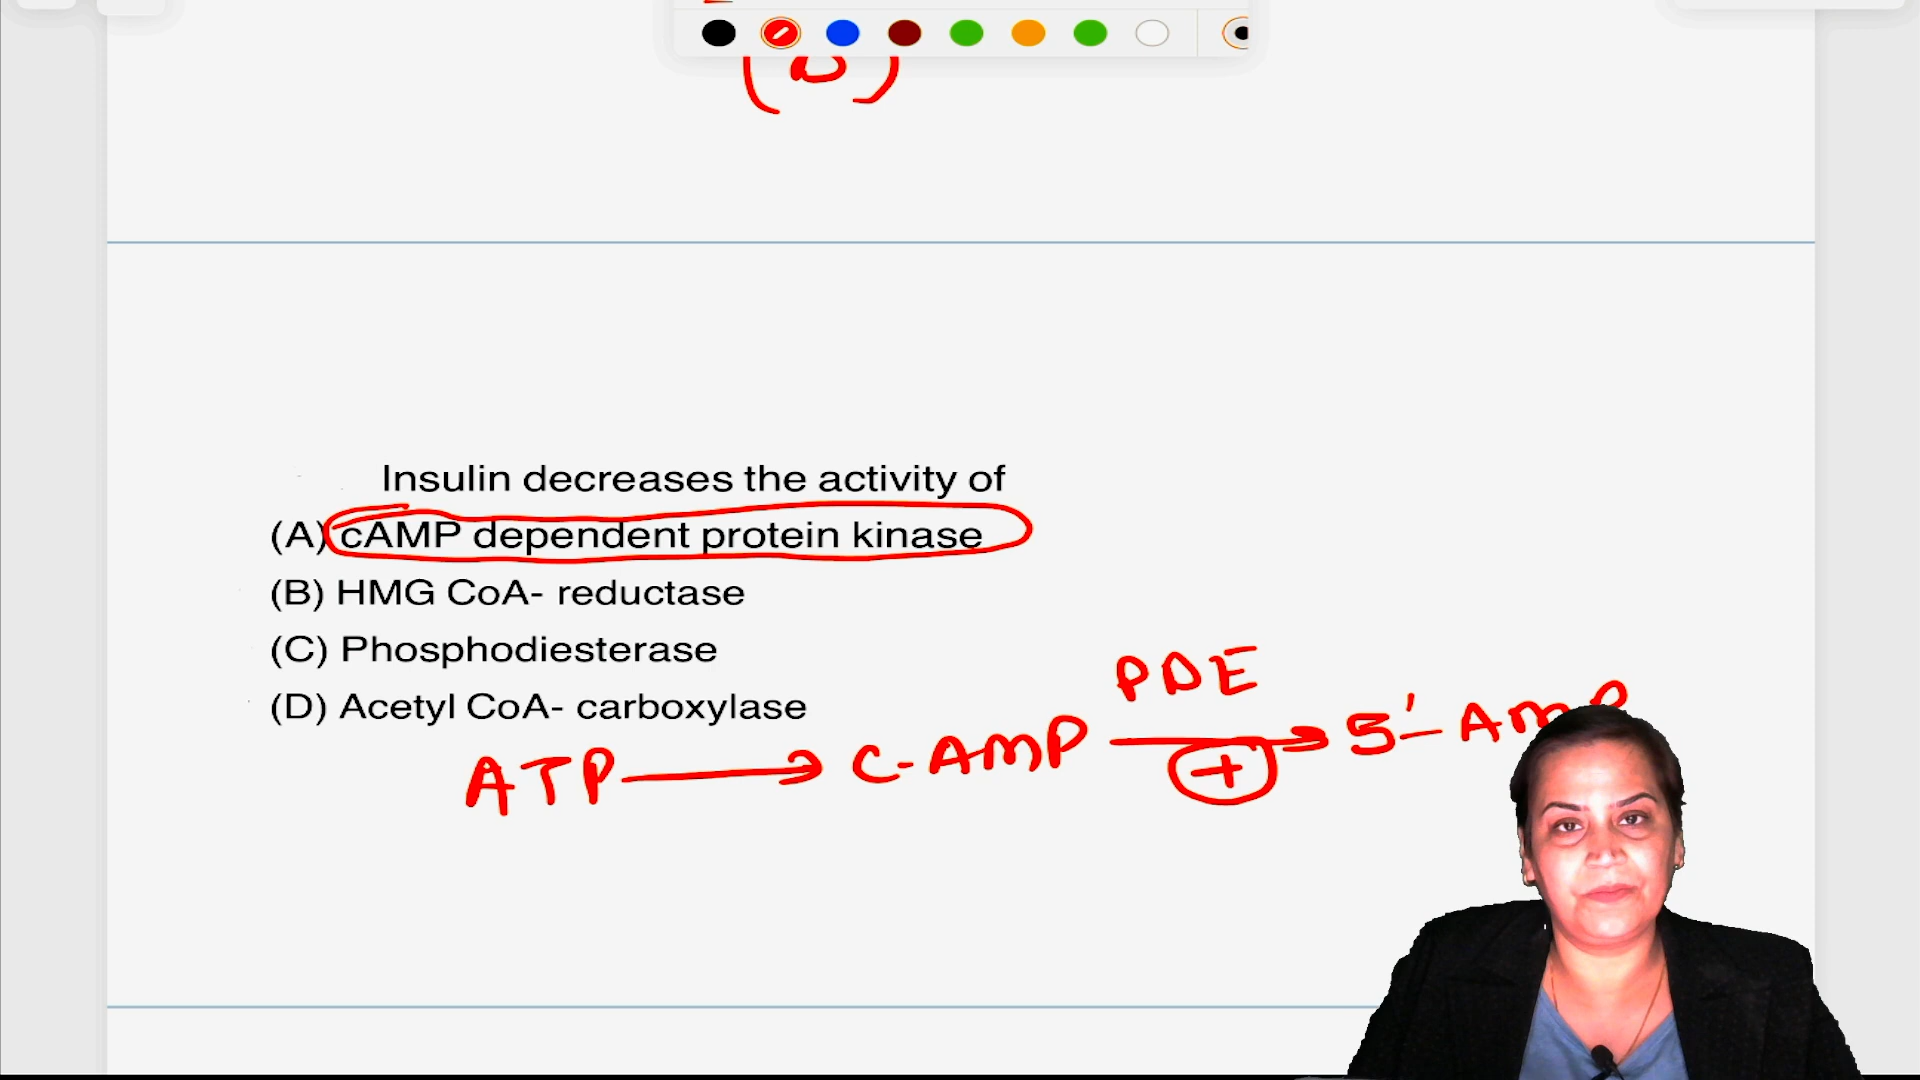 Insulin decreases the activity of
(A) cAMP dependent protein kinase
(B) HMG CoA- reductase
(C) Phosphodiesterase
(D) Acetyl CoA- carboxylase
PDE
ATP → C-AMP → 5'-AMP
+